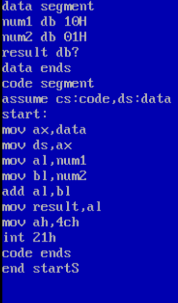 data segment
num1 db 10H
num2 db 01H
result db?
data ends
code segment
assume cs:code,ds:data
start:
mov ax,data
mov ds,ax
mov al,num1
mov bl,num2
add al,bl
mov result,al
mov ah,4ch
int 21h
code ends
end startS